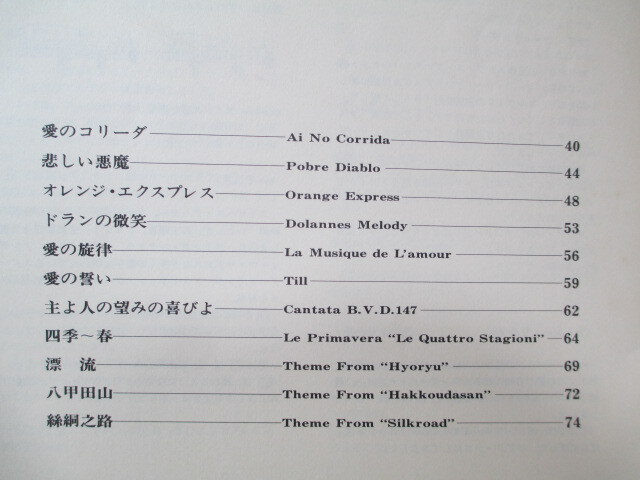 愛のコリーダ Ai No Corrida 40
悲しい悪魔 Pobre Diablo 44
オレンジ・エクスプレス Orange Express 48
ドランの微笑 Dolannes Melody 53
愛の旋律 La Musique de L'amour 56
愛の誓い Till 59
主よ人の望みの喜びよ Cantata B.V.D.147 62
四季〜春 Le Primavera "Le Quattro Stagioni" 64
漂 流 Theme From "Hyoryu" 69
八甲田山 Theme From "Hakkoudasan" 72
絲綢之路 Theme From "Silkroad" 74